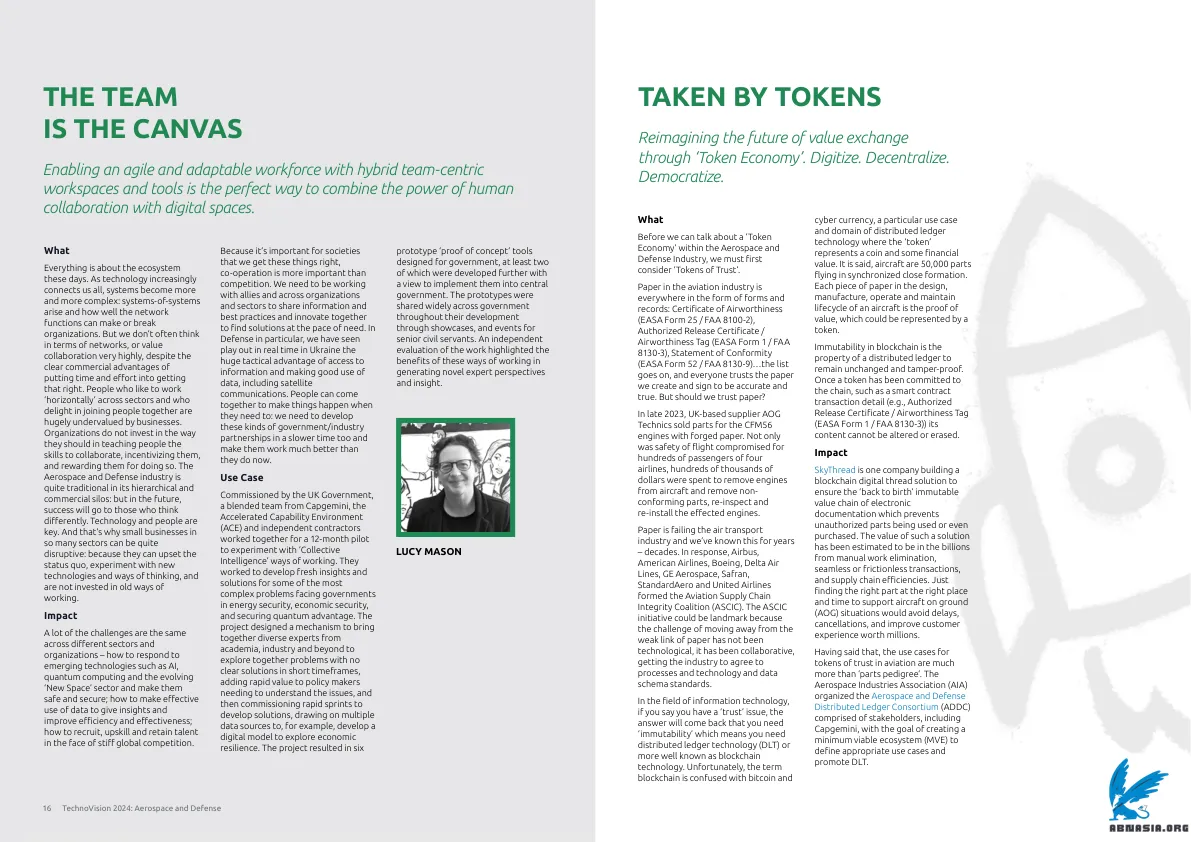 THE TEAM
IS THE CANVAS
Enabling an agile and adaptable workforce with hybrid team-centric
workspaces and tools is the perfect way to combine the power of human
collaboration with digital spaces.
What
Everything is about the ecosystem
these days. As technology increasingly
connects us all, systems become more
and more complex: systems-of-systems
arise and how well the network
functions can make or break
organizations. But we don't often think
in terms of networks, or value
collaboration very highly, despite the
clear commercial advantages of
putting time and effort into getting
that right. People who like to work
'horizontally' across sectors and who
delight in joining people together are
hugely undervalued by businesses.
Organizations do not invest in the way
they should in teaching people the
skills to collaborate, incentivizing them,
and rewarding them for doing so. The
Aerospace and Defense industry is
quite traditional in its hierarchical and
commercial silos: but in the future,
success will go to those who think
differently. Technology and people are
key. And that's why small businesses in
so many sectors can be quite
disruptive: because they can upset the
status quo, experiment with new
technologies and ways of thinking, and
are not invested in old ways of
working.
Impact
A lot of the challenges are the same
across different sectors and
organizations – how to respond to
emerging technologies such as AI,
quantum computing and the evolving
'New Space' sector and make them
safe and secure; how to make effective
use of data to give insights and
improve efficiency and effectiveness;
how to recruit, upskill and retain talent
in the face of stiff global competition.
Because it's important for societies
that we get these things right,
co-operation is more important than
competition. We need to be working
with allies and across organizations
and sectors to share information and
best practices and innovate together
to find solutions at the pace of need. In
Defense in particular, we have seen
play out in real time in Ukraine the
huge tactical advantage of access to
information and making good use of
data, including satellite
communications. People can come
together to make things happen when
they need to: we need to develop
these kinds of government/industry
partnerships in a slower time too and
make them work much better than
they do now.
Use Case
Commissioned by the UK Government,
a blended team from Capgemini, the
Accelerated Capability Environment
(ACE) and independent contractors
worked together for a 12-month pilot
to experiment with 'Collective
Intelligence' ways of working. They
worked to develop fresh insights and
solutions for some of the most
complex problems facing governments
in energy security, economic security,
and securing quantum advantage. The
project designed a mechanism to bring
together diverse experts from
academia, industry and beyond to
explore together problems with no
clear solutions in short timeframes,
adding rapid value to policy makers
needing to understand the issues, and
then commissioning rapid sprints to
develop solutions, drawing on multiple
data sources to, for example, develop a
digital model to explore economic
resilience. The project resulted in six
prototype 'proof of concept' tools
designed for government, at least two
of which were developed further with
a view to implement them into central
government. The prototypes were
shared widely across government
throughout their development
through showcases, and events for
senior civil servants. An independent
evaluation of the work highlighted the
benefits of these ways of working in
generating novel expert perspectives
and insight.
LUCY MASON
16 TechnoVision 2024: Aerospace and Defense
TAKEN BY TOKENS
Reimagining the future of value exchange
through 'Token Economy'. Digitize. Decentralize.
Democratize.
What
Before we can talk about a 'Token
Economy' within the Aerospace and
Defense Industry, we must first
consider 'Tokens of Trust'.
Paper in the aviation industry is
everywhere in the form of forms and
records: Certificate of Airworthiness
(EASA Form 25 / FAA 8100-2),
Authorized Release Certificate /
Airworthiness Tag (EASA Form 1 / FAA
8130-3), Statement of Conformity
(EASA Form 52 / FAA 8130-9)…the list
goes on, and everyone trusts the paper
we create and sign to be accurate and
true. But should we trust paper?
In late 2023, UK-based supplier AOG
Technics sold parts for the CFM56
engines with forged paper. Not only
was safety of flight compromised for
hundreds of passengers of four
airlines, hundreds of thousands of
dollars were spent to remove engines
from aircraft and remove non-
conforming parts, re-inspect and
re-install the effected engines.
Paper is failing the air transport
industry and we've known this for years
– decades. In response, Airbus,
American Airlines, Boeing, Delta Air
Lines, GE Aerospace, Safran,
StandardAero and United Airlines
formed the Aviation Supply Chain
Integrity Coalition (ASCIC). The ASCIC
initiative could be landmark because
the challenge of moving away from the
weak link of paper has not been
technological, it has been collaborative,
getting the industry to agree to
processes and technology and data
schema standards.
In the field of information technology,
if you say you have a 'trust' issue, the
answer will come back that you need
'immutability' which means you need
distributed ledger technology (DLT) or
more well known as blockchain
technology. Unfortunately, the term
blockchain is confused with bitcoin and
cyber currency, a particular use case
and domain of distributed ledger
technology where the 'token'
represents a coin and some financial
value. It is said, aircraft are 50,000 parts
flying in synchronized close formation.
Each piece of paper in the design,
manufacture, operate and maintain
lifecycle of an aircraft is the proof of
value, which could be represented by a
token.
Immutability in blockchain is the
property of a distributed ledger to
remain unchanged and tamper-proof.
Once a token has been committed to
the chain, such as a smart contract
transaction detail (e.g., Authorized
Release Certificate / Airworthiness Tag
(EASA Form 1 / FAA 8130-3)) its
content cannot be altered or erased.
Impact
SkyThread is one company building a
blockchain digital thread solution to
ensure the 'back to birth' immutable
value chain of electronic
documentation which prevents
unauthorized parts being used or even
purchased. The value of such a solution
has been estimated to be in the billions
from manual work elimination,
seamless or frictionless transactions,
and supply chain efficiencies. Just
finding the right part at the right place
and time to support aircraft on ground
(AOG) situations would avoid delays,
cancellations, and improve customer
experience worth millions.
Having said that, the use cases for
tokens of trust in aviation are much
more than 'parts pedigree'. The
Aerospace Industries Association (AIA)
organized the Aerospace and Defense
Distributed Ledger Consortium (ADDC)
comprised of stakeholders, including
Capgemini, with the goal of creating a
minimum viable ecosystem (MVE) to
define appropriate use cases and
promote DLT.
ABNASIA.ORG